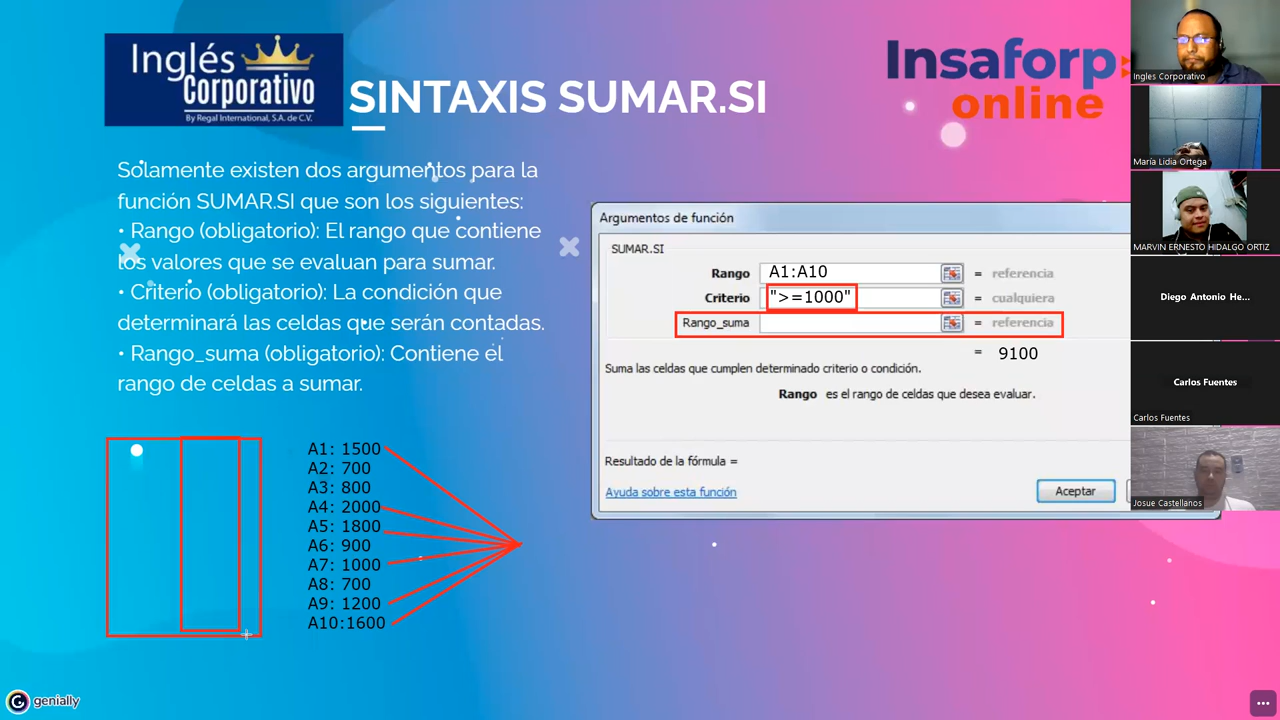 Inglés
Corporativo
By Regal International, S.A. de C.V.
SINTAXIS SUMAR.SI
Insaforp
online
Solamente existen dos argumentos para la
función SUMAR.SI que son los siguientes:
• Rango (obligatorio): El rango que contiene
los valores que se evaluan para sumar.
• Criterio (obligatorio): La condición que
determinará las celdas que serán contadas.
• Rango_suma (obligatorio): Contiene el
rango de celdas a sumar.
A1: 1500
A2: 700
A3: 800
A4: 2000
A5: 1800
A6: 900
A7: 1000
A8: 700
A9: 1200
A10:1600
Argumentos de función
SUMAR.SI
Rango A1:A10 = referencia
Criterio ">=1000" = cualquiera
Rango_suma = referencia
= 9100
Suma las celdas que cumplen determinado criterio o condición.
Rango es el rango de celdas que desea evaluar.
Resultado de la fórmula =
Ayuda sobre esta función
Aceptar
Ingles Corporativo
María Lidia Ortega
MARVIN ERNESTO HIDALGO ORTIZ
Diego Antonio He...
Carlos Fuentes
Carlos Fuentes
Josue Castellanos
genially